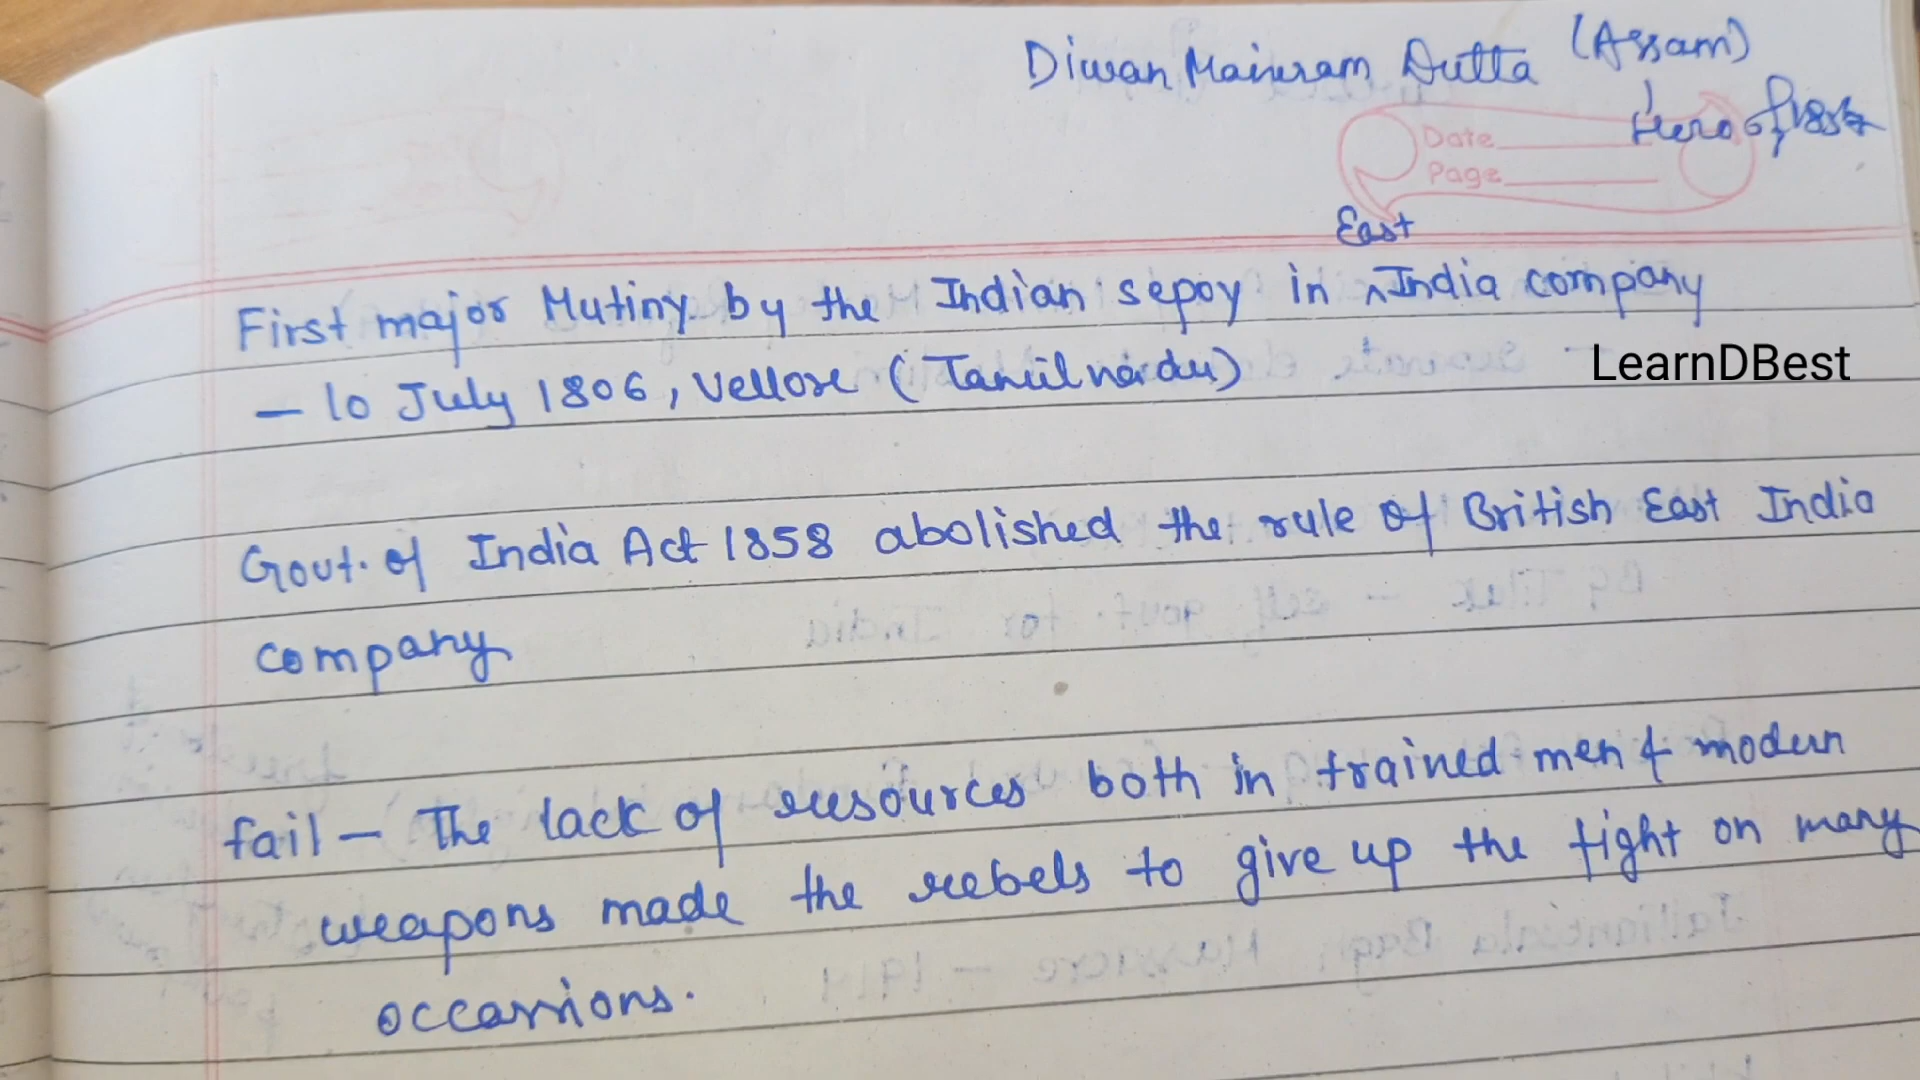 Diwan Maniram Dutta (Assam)
Hero of 1857
Date
Page
East
First major Mutiny by the Indian sepoy in ^India company
LearnDBest
— 10 July 1806, Vellore (Tamil naidu)
Govt. of India Act 1858 abolished the rule of British East India
company
fail — The lack of resources both in trained men & modern
weapons made the rebels to give up the fight on many
occassions.